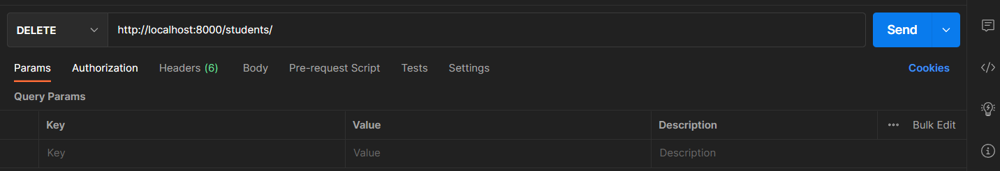 DELETE http://localhost:8000/students/ Send
Params Authorization Headers (6) Body Pre-request Script Tests Settings Cookies
Query Params
Key Value Description ••• Bulk Edit
Key Value Description